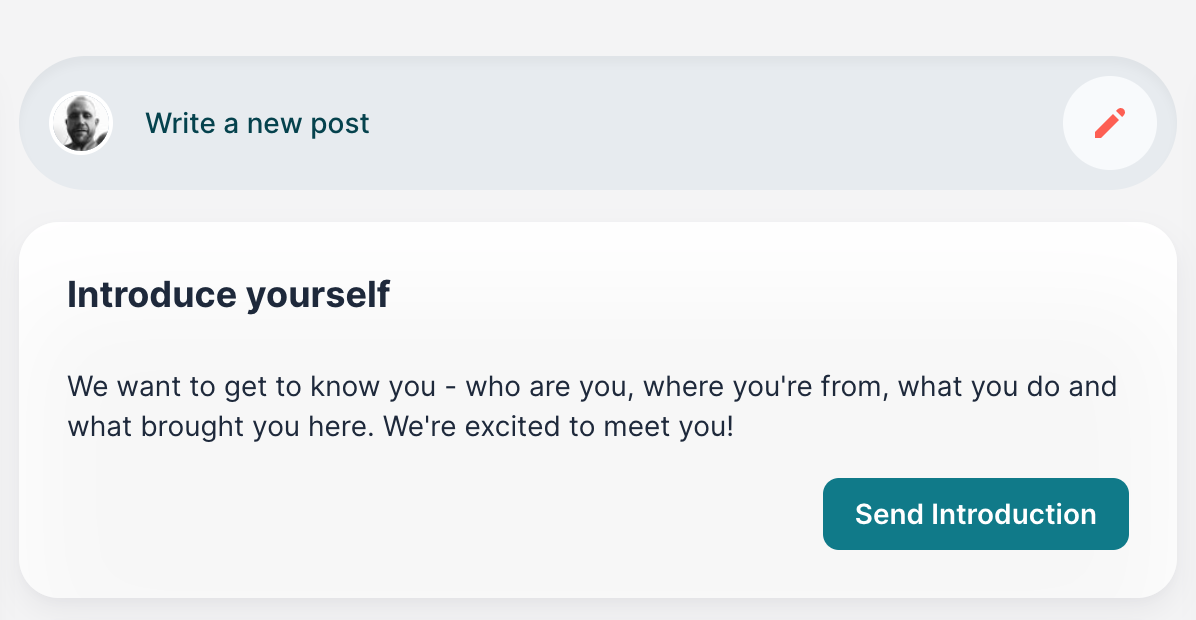 Write a new post
Introduce yourself
We want to get to know you - who are you, where you're from, what you do and
what brought you here. We're excited to meet you!
Send Introduction